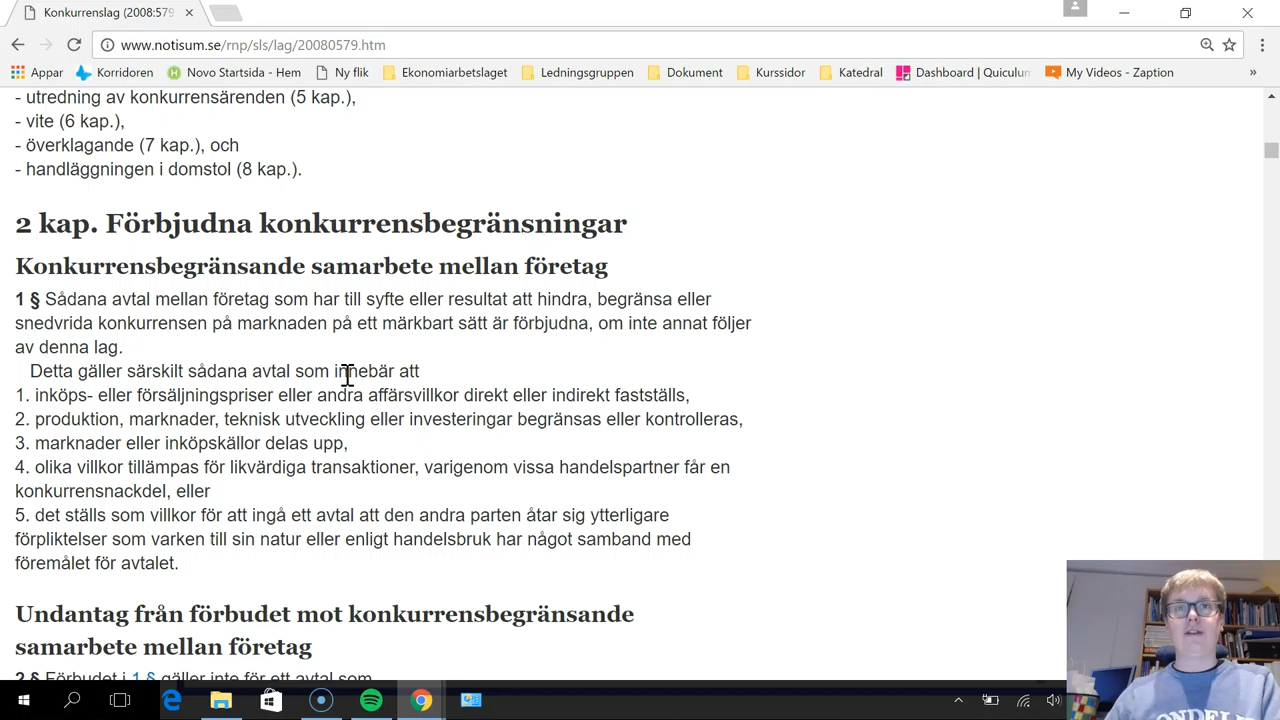 Konkurrenslag (2008:579
www.notisum.se/rnp/sls/lag/20080579.htm
Appar Korridoren Novo Startsida - Hem Ny flik Ekonomiarbetslaget Ledningsgruppen Dokument Kurssidor Katedral Dashboard | Quiculum My Videos - Zaption »
- utredning av konkurrensärenden (5 kap.),
- vite (6 kap.),
- överklagande (7 kap.), och
- handläggningen i domstol (8 kap.).
2 kap. Förbjudna konkurrensbegränsningar
Konkurrensbegränsande samarbete mellan företag
1 § Sådana avtal mellan företag som har till syfte eller resultat att hindra, begränsa eller
snedvrida konkurrensen på marknaden på ett märkbart sätt är förbjudna, om inte annat följer
av denna lag.
Detta gäller särskilt sådana avtal som innebär att
1. inköps- eller försäljningspriser eller andra affärsvillkor direkt eller indirekt fastställs,
2. produktion, marknader, teknisk utveckling eller investeringar begränsas eller kontrolleras,
3. marknader eller inköpskällor delas upp,
4. olika villkor tillämpas för likvärdiga transaktioner, varigenom vissa handelspartner får en
konkurrensnackdel, eller
5. det ställs som villkor för att ingå ett avtal att den andra parten åtar sig ytterligare
förpliktelser som varken till sin natur eller enligt handelsbruk har något samband med
föremålet för avtalet.
Undantag från förbudet mot konkurrensbegränsande
samarbete mellan företag
2 § Förbudet i 1 § gäller inte för ett avtal som